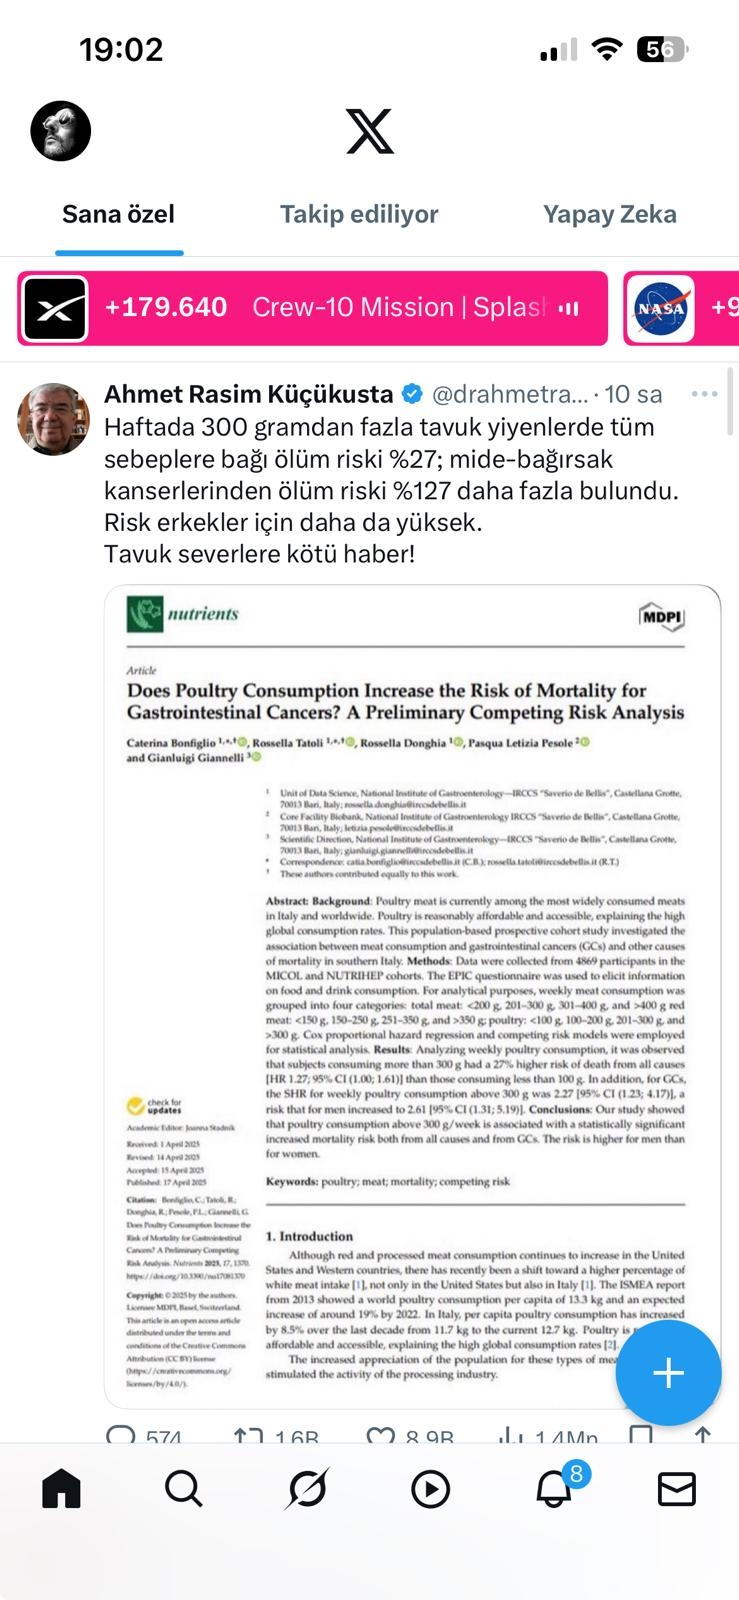 19:02
56
X
Sana özel
Takip ediliyor
Yapay Zeka
+179.640 Crew-10 Mission | Splash
NASA
+9
Ahmet Rasim Küçükusta @drahmetra... · 10 sa
Haftada 300 gramdan fazla tavuk yiyenlerde tüm
sebeplere bağı ölüm riski %27; mide-bağırsak
kanserlerinden ölüm riski %127 daha fazla bulundu.
Risk erkekler için daha da yüksek.
Tavuk severlere kötü haber!
nutrients
MDPI
Article
Does Poultry Consumption Increase the Risk of Mortality for
Gastrointestinal Cancers? A Preliminary Competing Risk Analysis
Caterina Bonfiglio 1,*,†, Rossella Tatoli 1,*,†, Rossella Donghia 1, Pasqua Letizia Pesole 2
and Gianluigi Giannelli 3
1 Unit of Data Science, National Institute of Gastroenterology—IRCCS "Saverio de Bellis", Castellana Grotte,
70013 Bari, Italy; rossella.donghia@irccsdebellis.it
2 Core Facility Biobank, National Institute of Gastroenterology IRCCS "Saverio de Bellis", Castellana Grotte,
70013 Bari, Italy; letizia.pesole@irccsdebellis.it
3 Scientific Direction, National Institute of Gastroenterology—IRCCS "Saverio de Bellis", Castellana Grotte,
70013 Bari, Italy; gianluigi.giannelli@irccsdebellis.it
* Correspondence: catia.bonfiglio@irccsdebellis.it (C.B.); rossella.tatoli@irccsdebellis.it (R.T.)
† These authors contributed equally to this work.
Abstract: Background: Poultry meat is currently among the most widely consumed meats
in Italy and worldwide. Poultry is reasonably affordable and accessible, explaining the high
global consumption rates. This population-based prospective cohort study investigated the
association between meat consumption and gastrointestinal cancers (GCs) and other causes
of mortality in southern Italy. Methods: Data were collected from 4869 participants in the
MICOL and NUTRIHEP cohorts. The EPIC questionnaire was used to elicit information
on food and drink consumption. For analytical purposes, weekly meat consumption was
grouped into four categories: total meat: <200 g, 201–300 g, 301–400 g, and >400 g red
meat: <150 g, 150–250 g, 251–350 g, and >350 g; poultry: <100 g, 100–200 g, 201–300 g, and
>300 g. Cox proportional hazard regression and competing risk models were employed
for statistical analysis. Results: Analyzing weekly poultry consumption, it was observed
that subjects consuming more than 300 g had a 27% higher risk of death from all causes
[HR 1.27; 95% CI (1.00; 1.61)] than those consuming less than 100 g. In addition, for GCs,
the SHR for weekly poultry consumption above 300 g was 2.27 [95% CI (1.23; 4.17)], a
risk that for men increased to 2.61 [95% CI (1.31; 5.19)]. Conclusions: Our study showed
that poultry consumption above 300 g/week is associated with a statistically significant
increased mortality risk both from all causes and from GCs. The risk is higher for men than
for women.
Keywords: poultry; meat; mortality; competing risk
check for
updates
Academic Editor: Joanna Stadnik
Received: 1 April 2025
Revised: 14 April 2025
Accepted: 15 April 2025
Published: 17 April 2025
Citation: Bonfiglio, C.; Tatoli, R.;
Donghia, R.; Pesole, P.L.; Giannelli, G.
Does Poultry Consumption Increase the
Risk of Mortality for Gastrointestinal
Cancers? A Preliminary Competing
Risk Analysis. Nutrients 2025, 17, 1370.
https://doi.org/10.3390/nu17081370
Copyright: © 2025 by the authors.
Licensee MDPI, Basel, Switzerland.
This article is an open access article
distributed under the terms and
conditions of the Creative Commons
Attribution (CC BY) license
(https://creativecommons.org/
licenses/by/4.0/).
1. Introduction
Although red and processed meat consumption continues to increase in the United
States and Western countries, there has recently been a shift toward a higher percentage of
white meat intake [1], not only in the United States but also in Italy [1]. The ISMEA report
from 2013 showed a world poultry consumption per capita of 13.3 kg and an expected
increase of around 19% by 2022. In Italy, per capita poultry consumption has increased
by 8.5% over the last decade from 11.7 kg to the current 12.7 kg. Poultry is
affordable and accessible, explaining the high global consumption rates [2].
The increased appreciation of the population for these types of
stimulated the activity of the processing industry.
574
1,6B
8,9B
1,4Mn
8